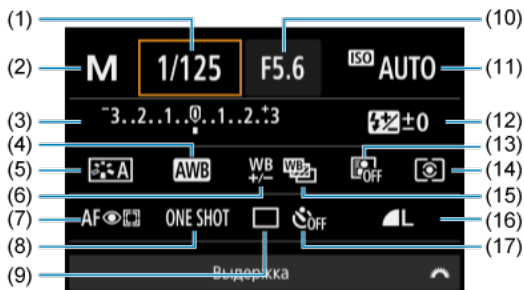 (1) (10)
(2) M 1/125 F5.6 ISO AUTO (11)
(3) -3..2..1..0..1..2..+3 ±0 (12)
(4) (13)
(5) A AWB WB +/- WB OFF (14)
(6) (15)
(7) AF ONE SHOT OFF L (16)
(8) (17)
(9) Выдержка